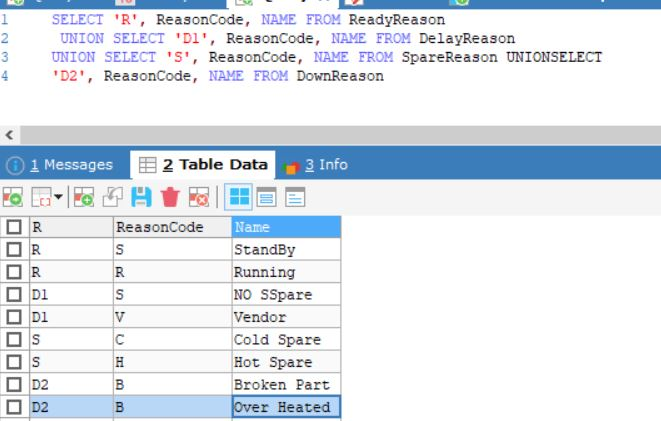 1 SELECT 'R', ReasonCode, NAME FROM ReadyReason
2 UNION SELECT 'D1', ReasonCode, NAME FROM DelayReason
3 UNION SELECT 'S', ReasonCode, NAME FROM SpareReason UNIONSELECT
4 'D2', ReasonCode, NAME FROM DownReason
1 Messages 2 Table Data 3 Info
R ReasonCode Name
R S StandBy
R R Running
D1 S NO SSpare
D1 V Vendor
S C Cold Spare
S H Hot Spare
D2 B Broken Part
D2 B Over Heated